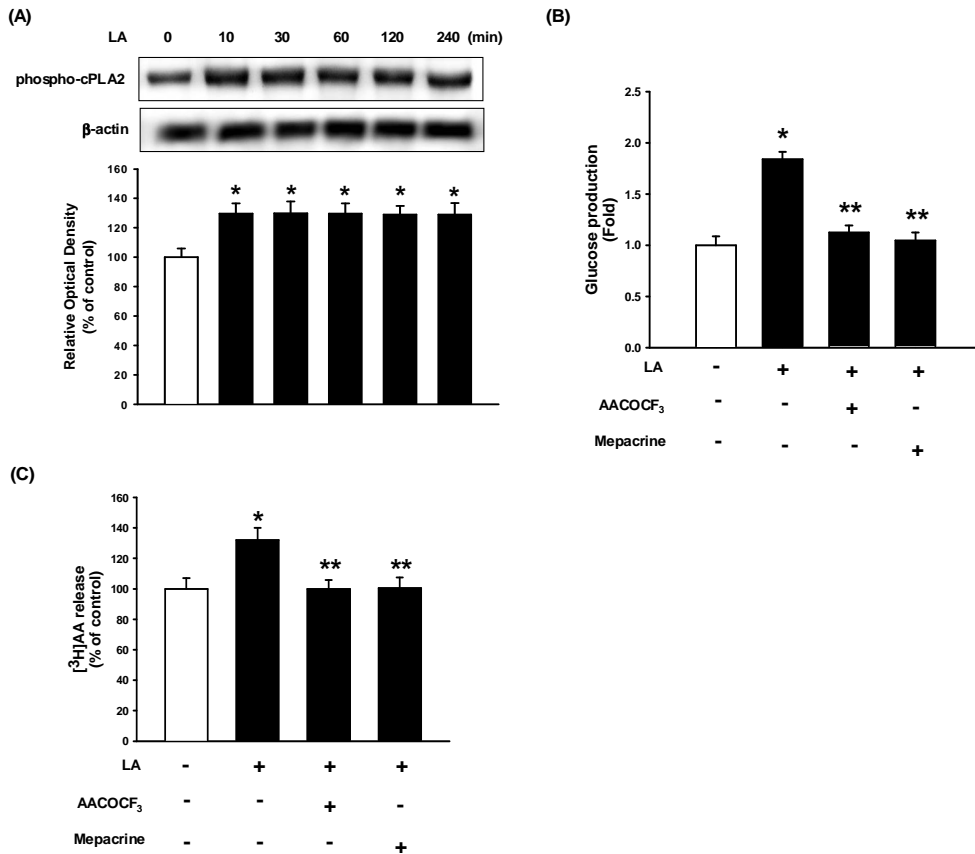 (A)
LA 0 10 30 60 120 240 (min)
phospho-cPLA2
β-actin
Relative Optical Density
(% of control)
160
140
120
100
80
60
40
20
0
* * * * *
(B)
Glucose production
(Fold)
2.5
2.0
1.5
1.0
0.5
0.0
* ** **
LA - + + +
AACOCF₃ - - + -
Mepacrine - - - +
(C)
[³H]AA release
(% of control)
160
140
120
100
80
60
40
20
0
* ** **
LA - + + +
AACOCF₃ - - + -
Mepacrine - - - +